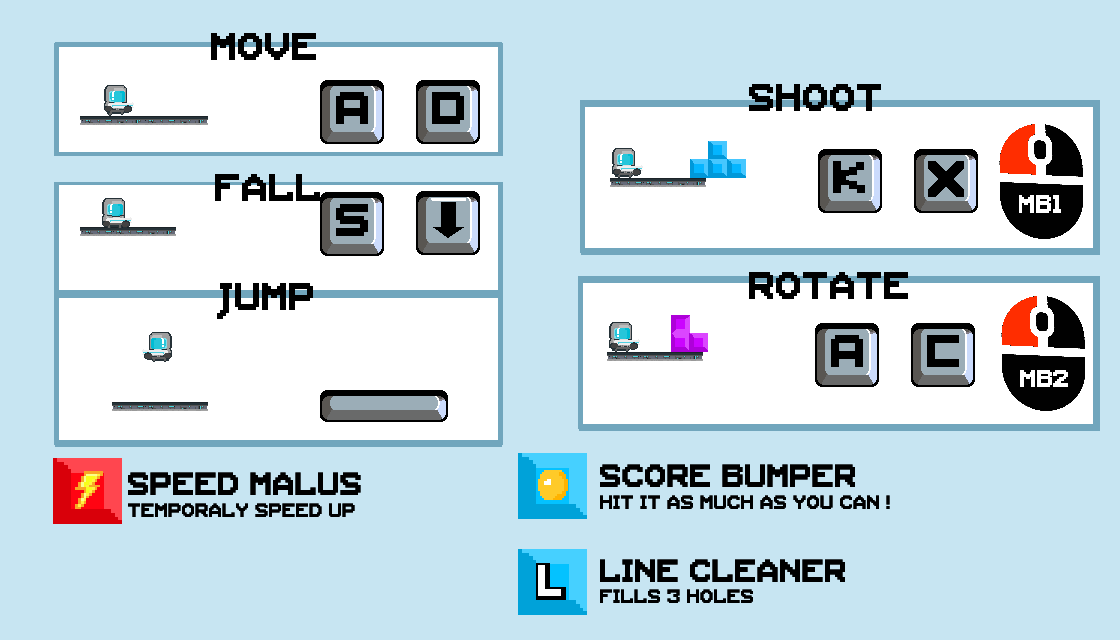 MOVE
A D
FALL
S
JUMP
SPEED MALUS
TEMPORALY SPEED UP
SHOOT
K X MB1
ROTATE
A C MB2
SCORE BUMPER
HIT IT AS MUCH AS YOU CAN !
L LINE CLEANER
FILLS 3 HOLES